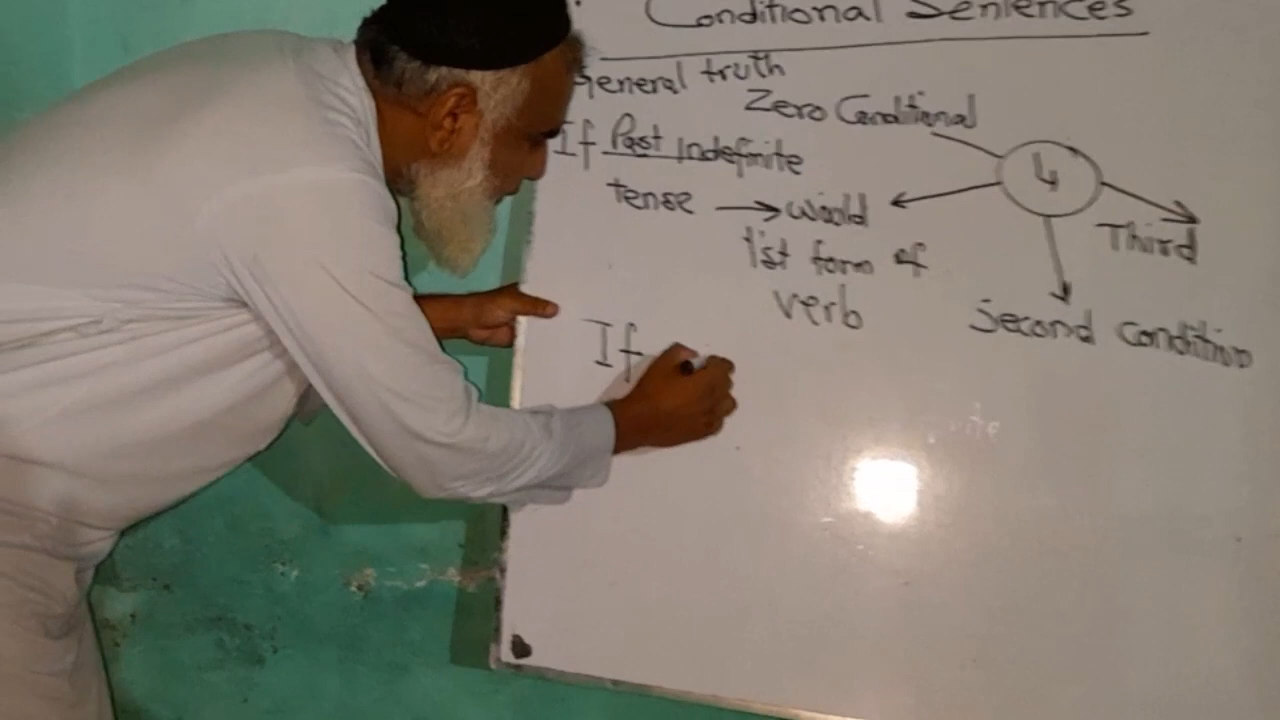 Conditional Sentences
General truth
Zero Conditional
If Past Indefinite
tense → would
1st form of
verb
4
Third
Second condition
If